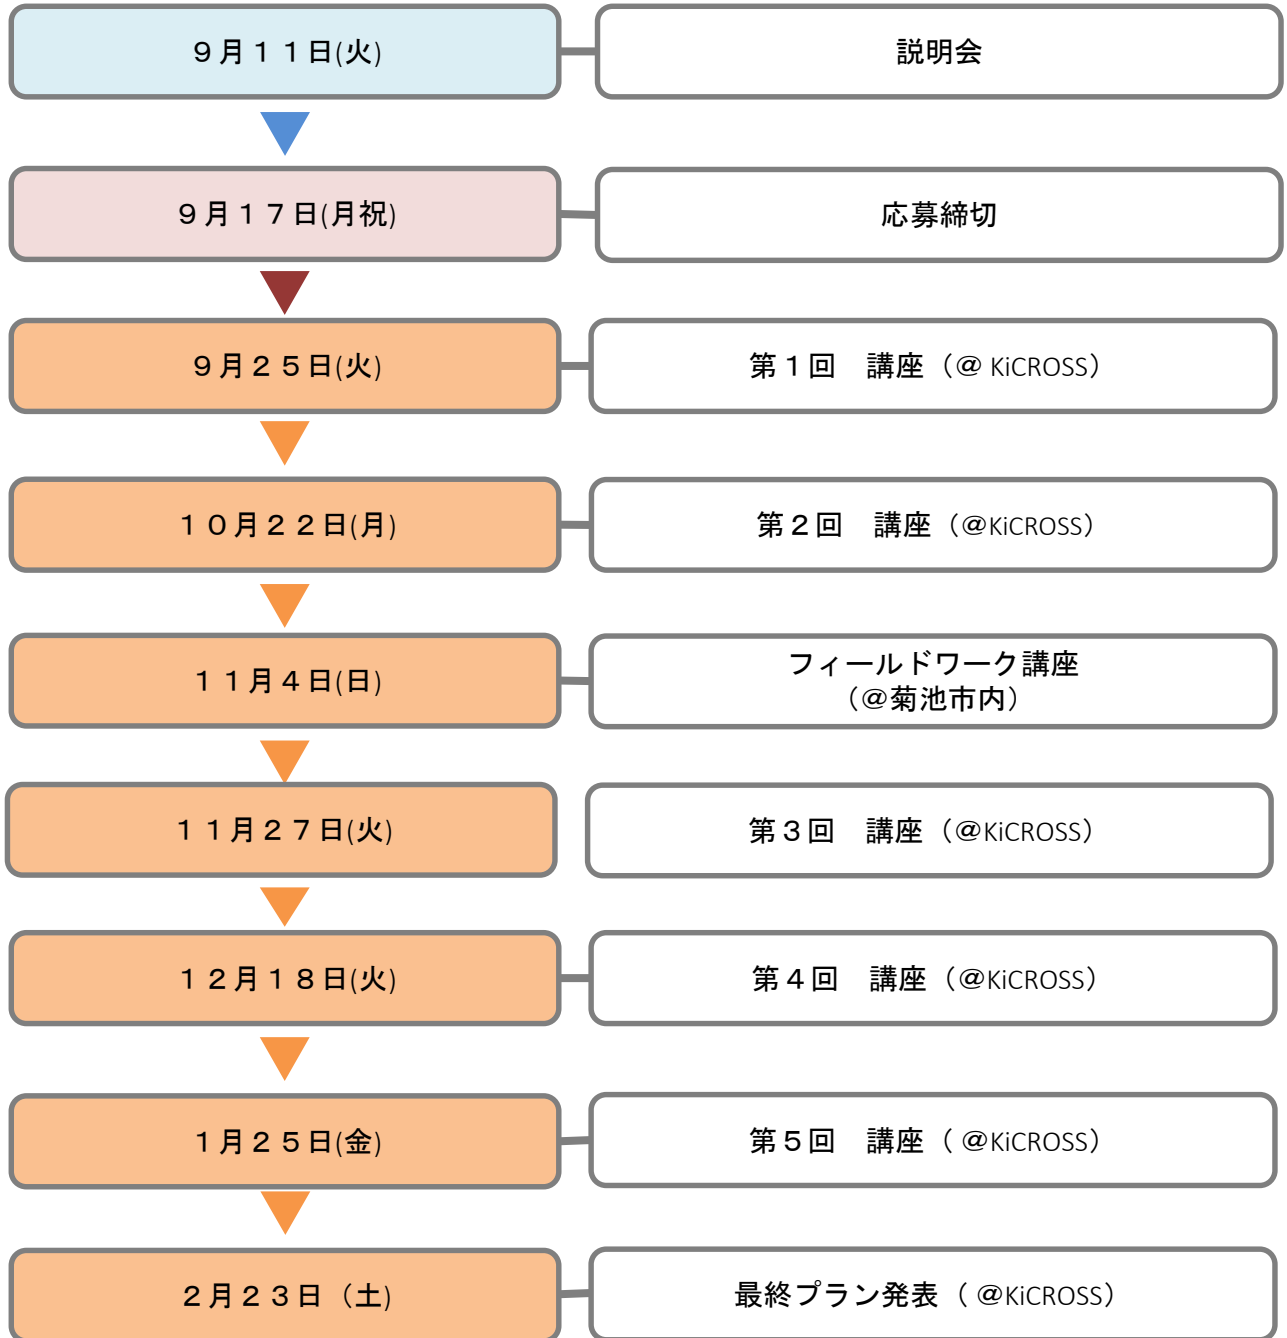 ９月１１日(火)
説明会
９月１７日(月祝)
応募締切
９月２５日(火)
第１回　講座（@ KiCROSS）
１０月２２日(月)
第２回　講座（@KiCROSS）
１１月４日(日)
フィールドワーク講座
（@菊池市内）
１１月２７日(火)
第３回　講座（@KiCROSS）
１２月１８日(火)
第４回　講座（@KiCROSS）
１月２５日(金)
第５回　講座（ @KiCROSS）
２月２３日（土)
最終プラン発表（ @KiCROSS）